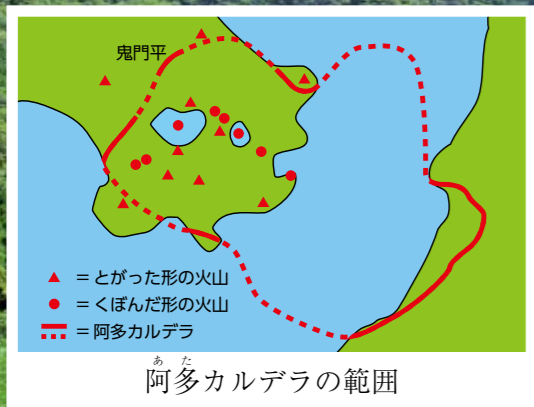 鬼門平
▲ =とがった形の火山
● =くぼんだ形の火山
=阿多カルデラ
あた
阿多カルデラの範囲